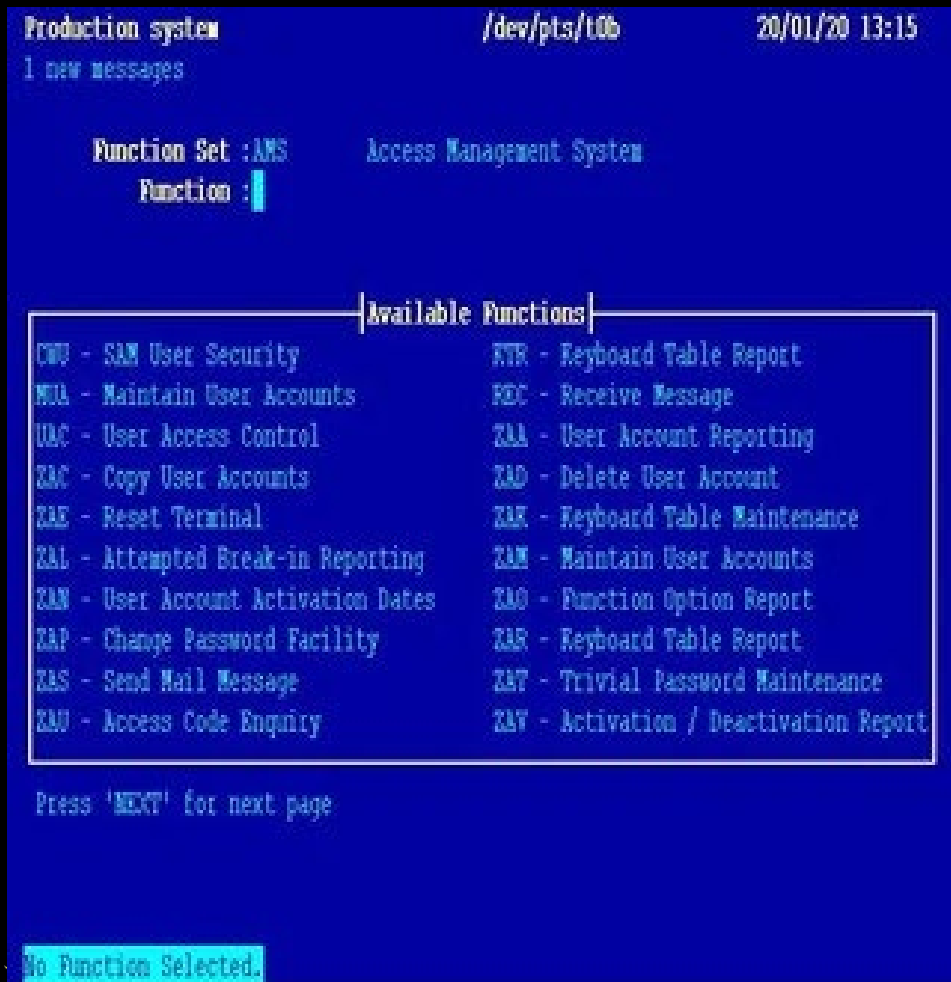 Production system /dev/pts/t0b 20/01/20 13:15
1 new messages
Function Set :AMS Access Management System
Function :
Available Functions
CWU - SAM User Security KTR - Keyboard Table Report
MUA - Maintain User Accounts REC - Receive Message
UAC - User Access Control ZAA - User Account Reporting
ZAC - Copy User Accounts ZAD - Delete User Account
ZAE - Reset Terminal ZAK - Keyboard Table Maintenance
ZAL - Attempted Break-in Reporting ZAM - Maintain User Accounts
ZAN - User Account Activation Dates ZAO - Function Option Report
ZAP - Change Password Facility ZAR - Keyboard Table Report
ZAS - Send Mail Message ZAT - Trivial Password Maintenance
ZAU - Access Code Enquiry ZAV - Activation / Deactivation Report
Press 'NEXT' for next page
No Function Selected.